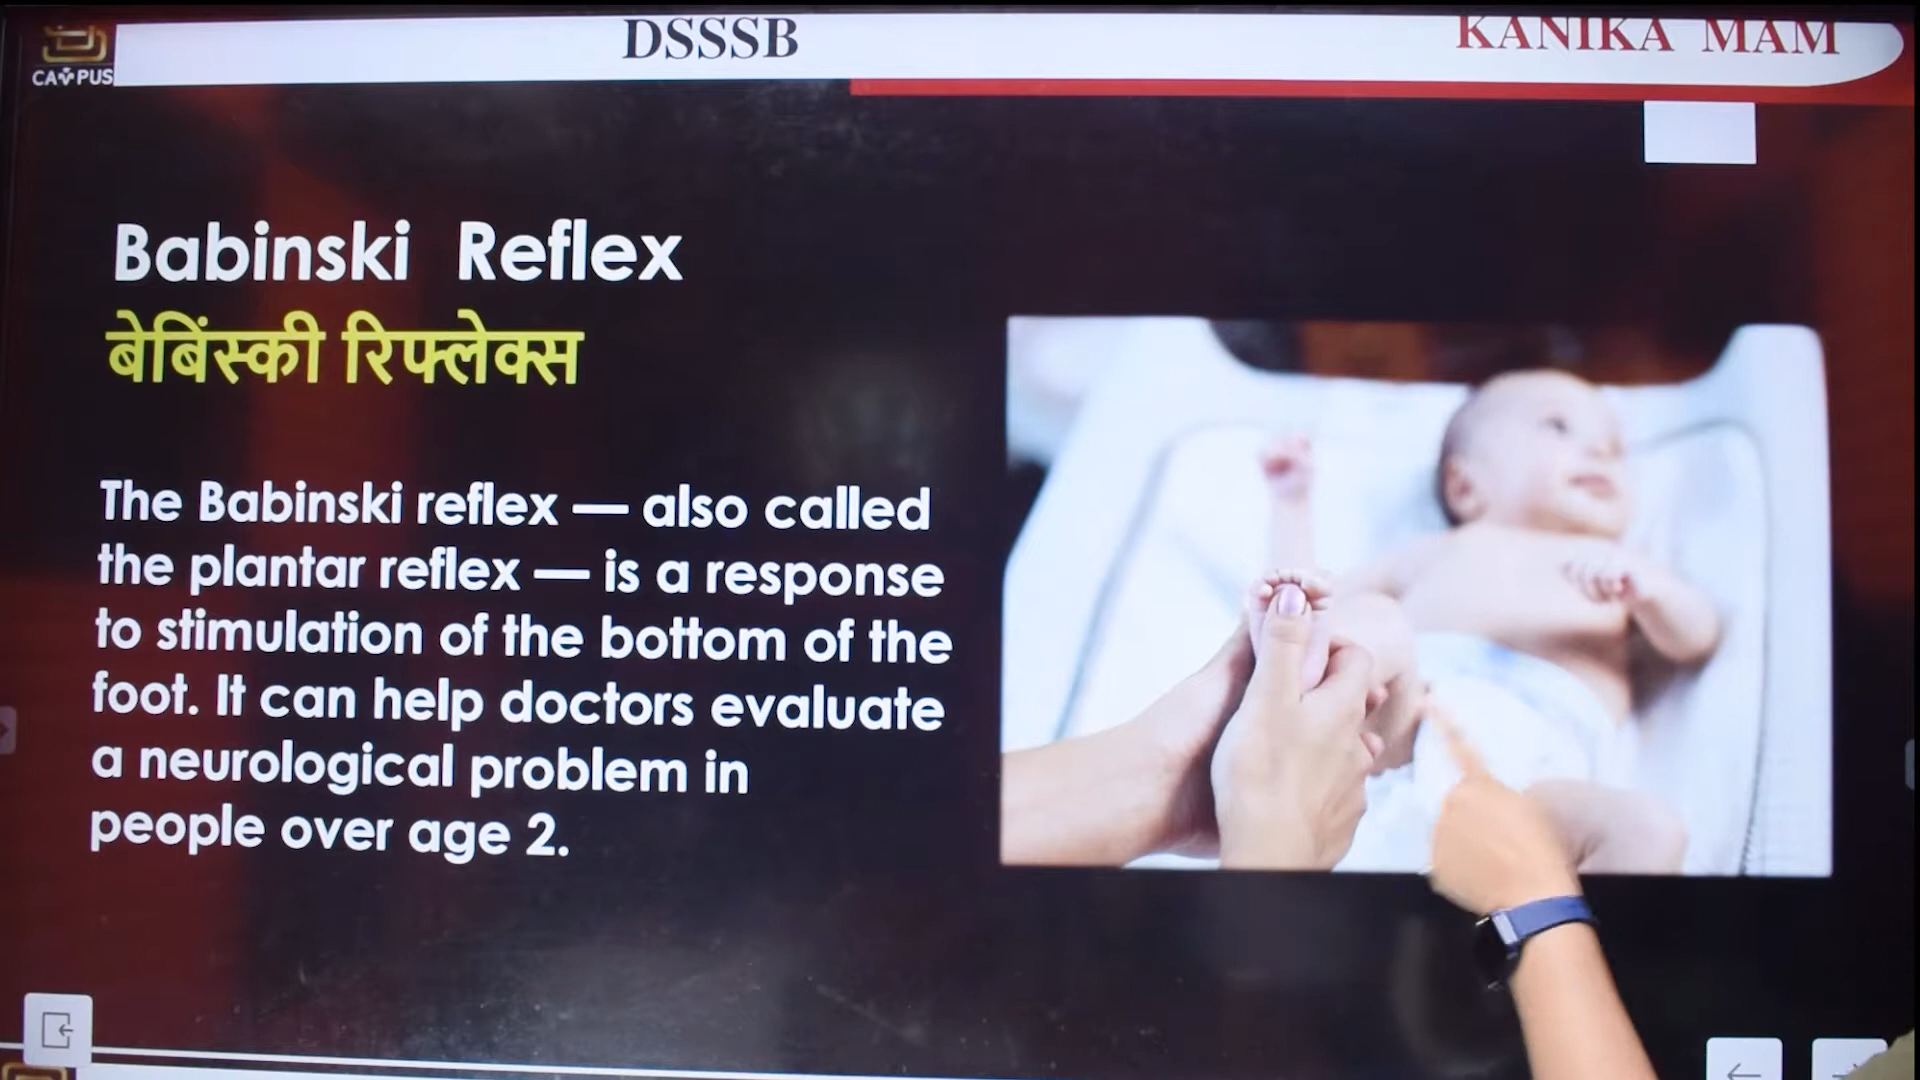 DSSSB
KANIKA MAM
CAMPUS
Babinski Reflex
बेबिंस्की रिफ्लेक्स
The Babinski reflex — also called
the plantar reflex — is a response
to stimulation of the bottom of the
foot. It can help doctors evaluate
a neurological problem in
people over age 2.